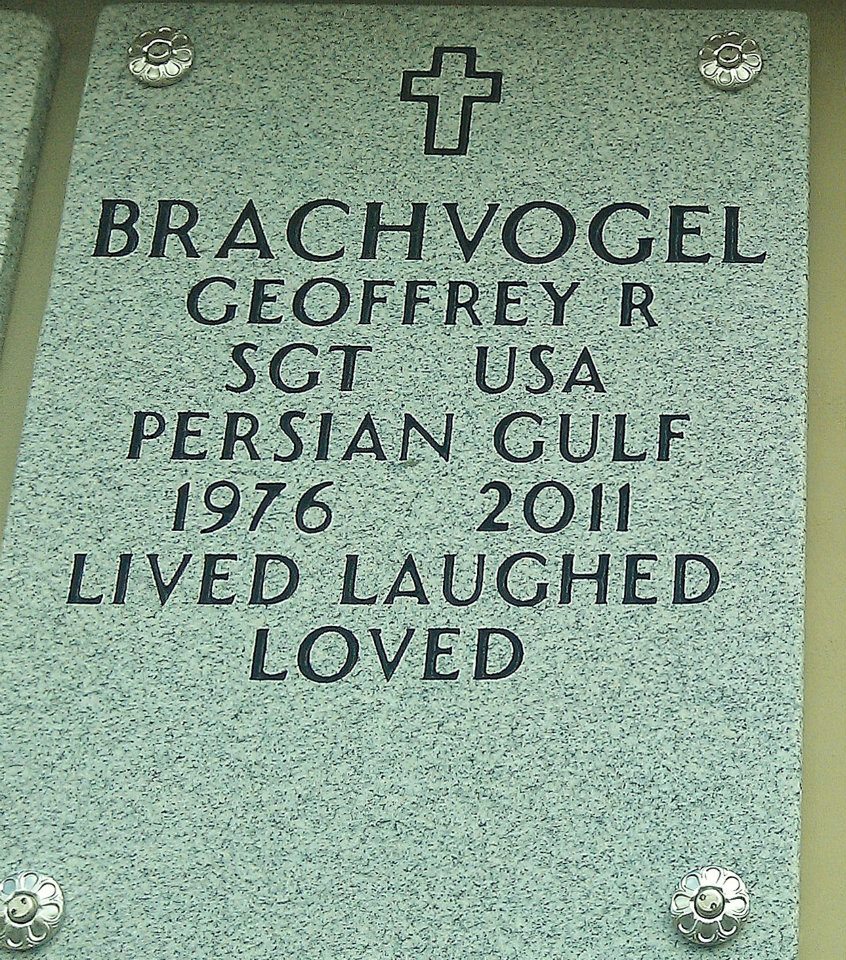 BRACHVOGEL
GEOFFREY R
SGT USA
PERSIAN GULF
1976 2011
LIVED LAUGHED
LOVED